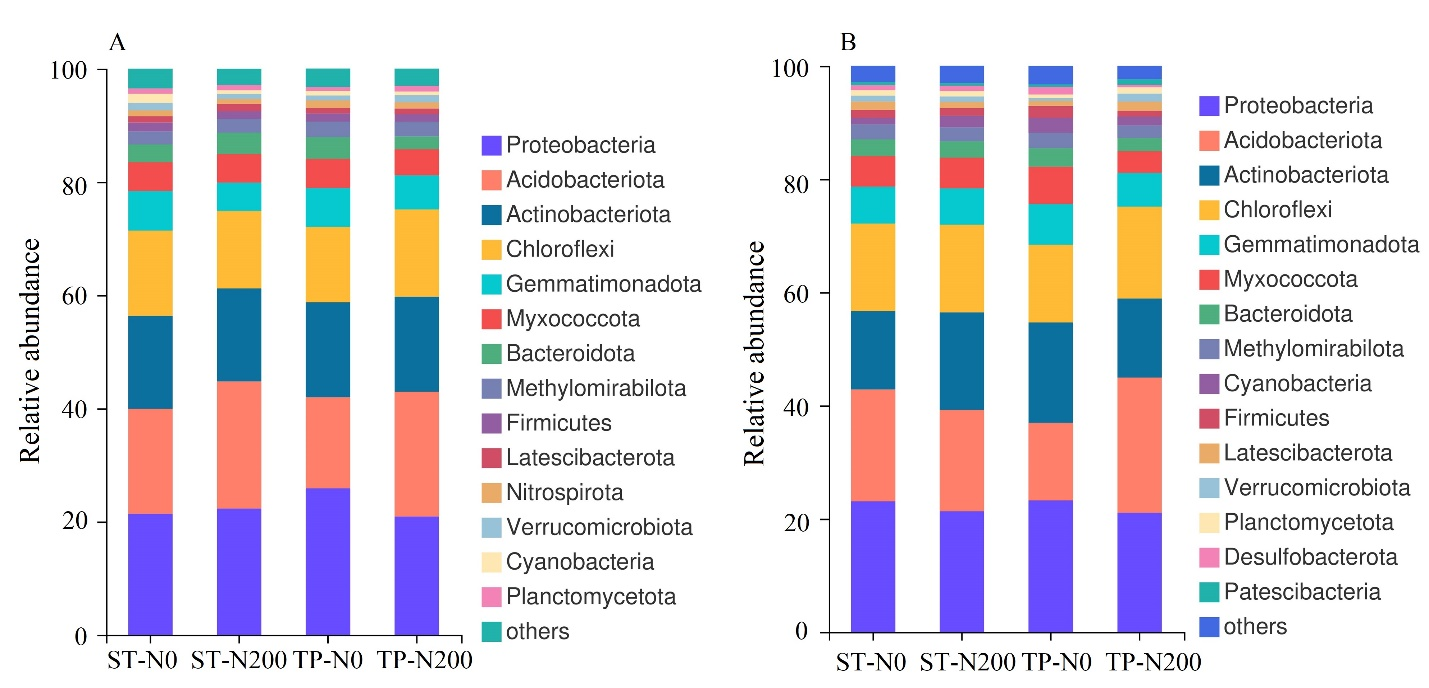 A
Relative abundance
100
80
60
40
20
0
ST-N0 ST-N200 TP-N0 TP-N200
Proteobacteria
Acidobacteriota
Actinobacteriota
Chloroflexi
Gemmatimonadota
Myxococcota
Bacteroidota
Methylomirabilota
Firmicutes
Latescibacterota
Nitrospirota
Verrucomicrobiota
Cyanobacteria
Planctomycetota
others
B
Relative abundance
100
80
60
40
20
0
ST-N0 ST-N200 TP-N0 TP-N200
Proteobacteria
Acidobacteriota
Actinobacteriota
Chloroflexi
Gemmatimonadota
Myxococcota
Bacteroidota
Methylomirabilota
Cyanobacteria
Firmicutes
Latescibacterota
Verrucomicrobiota
Planctomycetota
Desulfobacterota
Patescibacteria
others